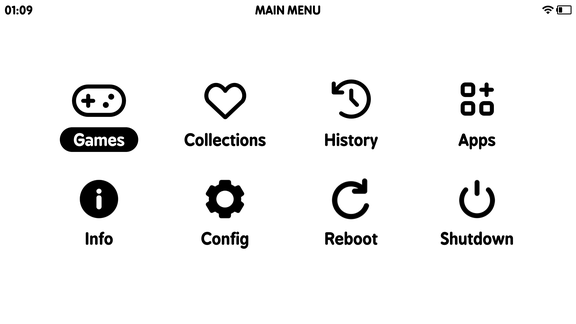 01:09
MAIN MENU
Games
Collections
History
Apps
Info
Config
Reboot
Shutdown